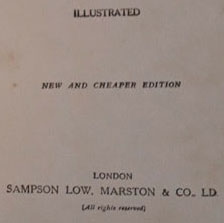 ILLUSTRATED
NEW AND CHEAPER EDITION
LONDON
SAMPSON LOW, MARSTON & CO., LD.
(All rights reserved)